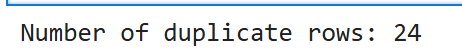 Number of duplicate rows: 24